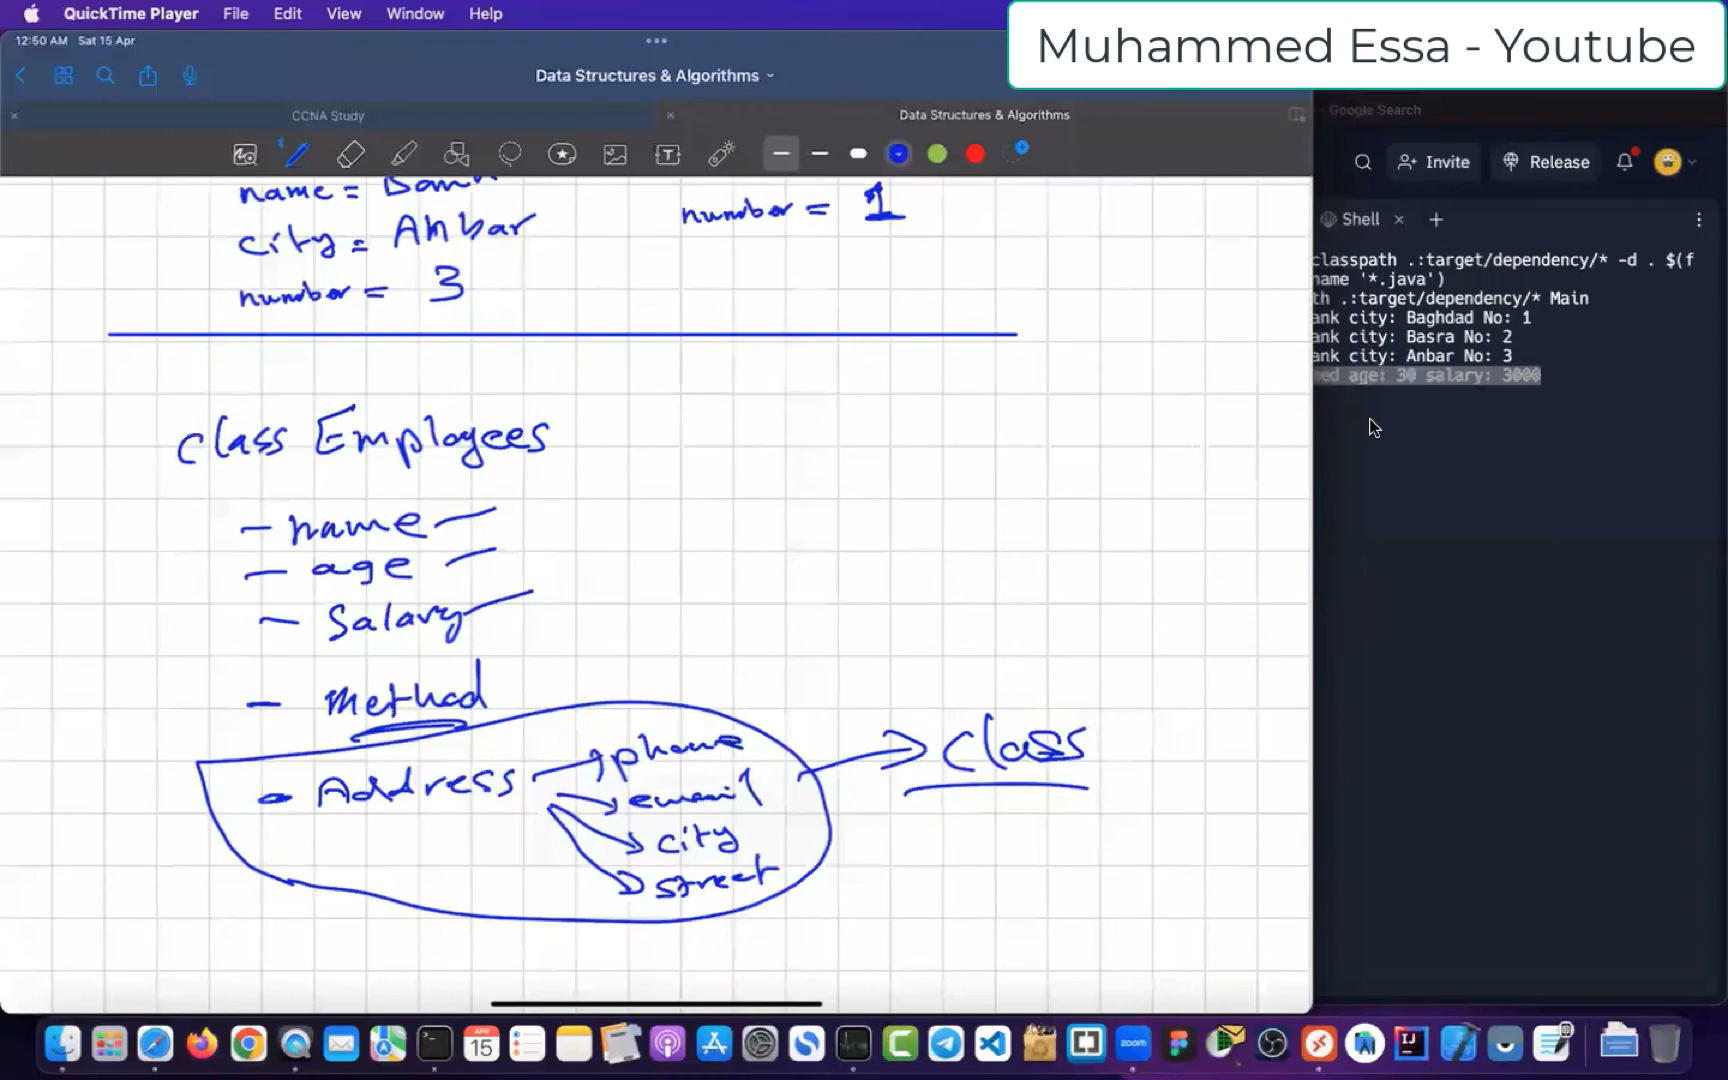 QuickTime Player File Edit View Window Help
Muhammed Essa - Youtube
12:50 AM Sat 15 Apr
Data Structures & Algorithms
CCNA Study
Data Structures & Algorithms
Google Search
Invite
Release
Shell
name =
city = Anbar
number = 3
number = 1
classpath .:target/dependency/* -d . $(f
name '*.java')
th .:target/dependency/* Main
ank city: Baghdad No: 1
ank city: Basra No: 2
ank city: Anbar No: 3
ed age: 30 salary: 3000
class Employees
- name
- age
- Salary
- Method
- Address
phone
email
city
street
class
APR
15
zoom
IJ